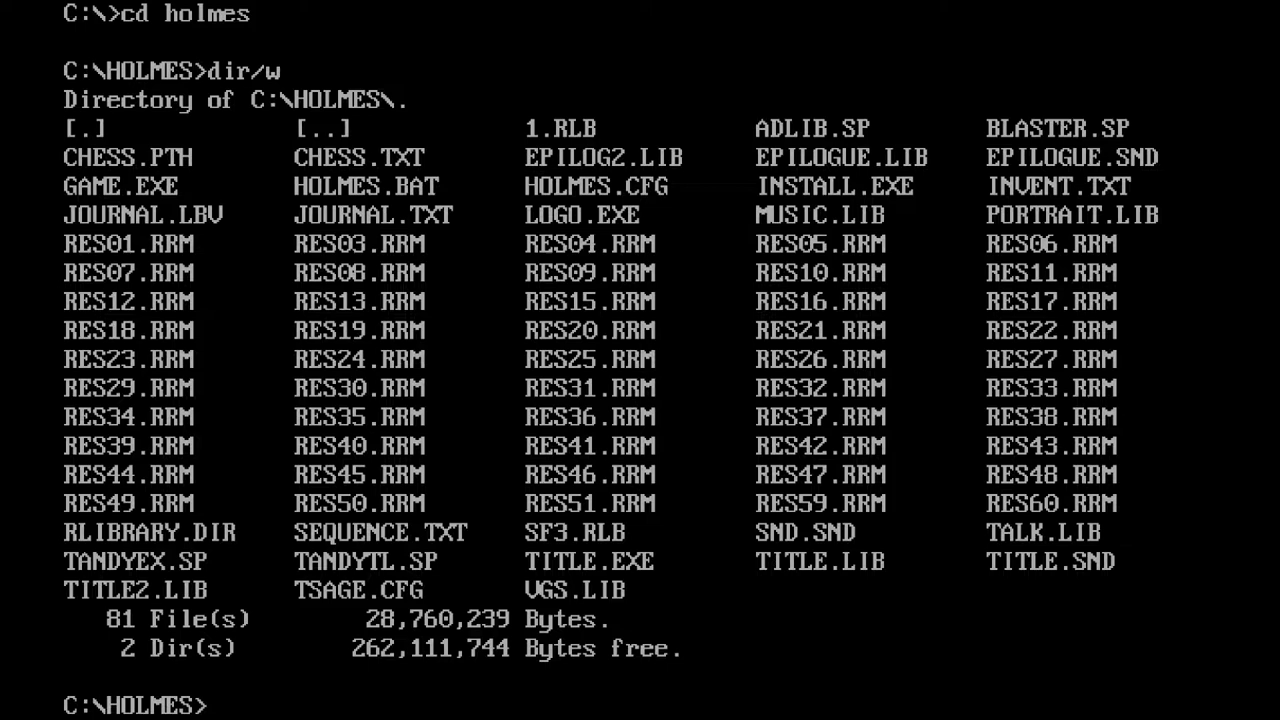 C:\>cd holmes
C:\HOLMES>dir/w
Directory of C:\HOLMES\.
[.] [..] 1.RLB ADLIB.SP BLASTER.SP
CHESS.PTH CHESS.TXT EPILOG2.LIB EPILOGUE.LIB EPILOGUE.SND
GAME.EXE HOLMES.BAT HOLMES.CFG INSTALL.EXE INVENT.TXT
JOURNAL.LBV JOURNAL.TXT LOGO.EXE MUSIC.LIB PORTRAIT.LIB
RES01.RRM RES03.RRM RES04.RRM RES05.RRM RES06.RRM
RES07.RRM RES08.RRM RES09.RRM RES10.RRM RES11.RRM
RES12.RRM RES13.RRM RES15.RRM RES16.RRM RES17.RRM
RES18.RRM RES19.RRM RES20.RRM RES21.RRM RES22.RRM
RES23.RRM RES24.RRM RES25.RRM RES26.RRM RES27.RRM
RES29.RRM RES30.RRM RES31.RRM RES32.RRM RES33.RRM
RES34.RRM RES35.RRM RES36.RRM RES37.RRM RES38.RRM
RES39.RRM RES40.RRM RES41.RRM RES42.RRM RES43.RRM
RES44.RRM RES45.RRM RES46.RRM RES47.RRM RES48.RRM
RES49.RRM RES50.RRM RES51.RRM RES59.RRM RES60.RRM
RLIBRARY.DIR SEQUENCE.TXT SF3.RLB SND.SND TALK.LIB
TANDYEX.SP TANDYTL.SP TITLE.EXE TITLE.LIB TITLE.SND
TITLE2.LIB TSAGE.CFG VGS.LIB
81 File(s) 28,760,239 Bytes.
2 Dir(s) 262,111,744 Bytes free.
C:\HOLMES>